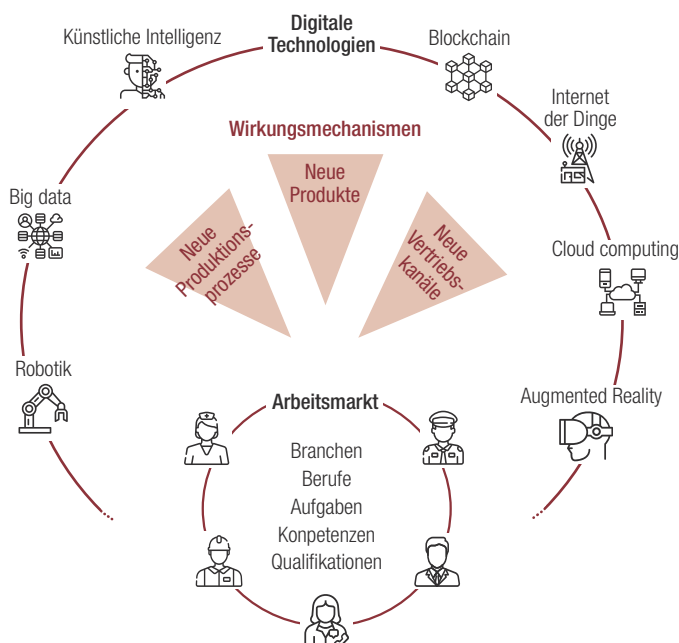 Digitale
Technologien
Künstliche Intelligenz
Blockchain
Internet
der Dinge
Wirkungsmechanismen
Neue
Produkte
Big data
Neue
Produktions-
prozesse
Neue
Vertriebs-
kanäle
Cloud computing
Robotik
Augmented Reality
Arbeitsmarkt
Branchen
Berufe
Aufgaben
Konpetenzen
Qualifikationen